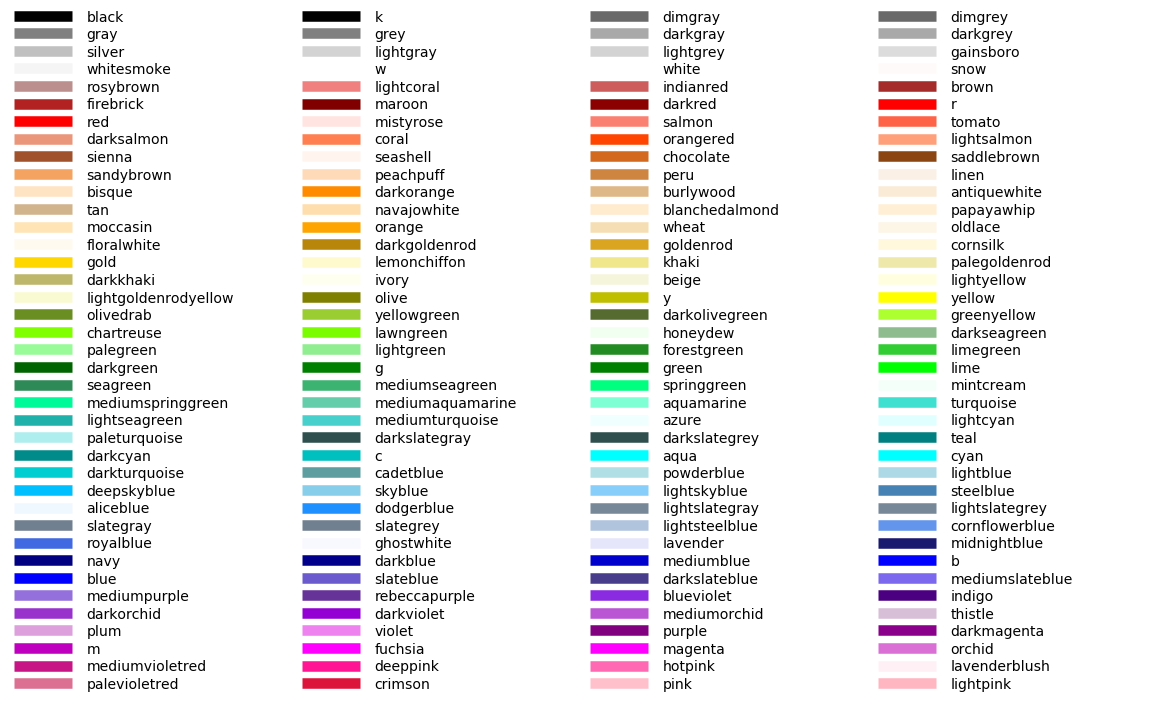 black k dimgray dimgrey
gray grey darkgray darkgrey
silver lightgray lightgrey gainsboro
whitesmoke w white snow
rosybrown lightcoral indianred brown
firebrick maroon darkred r
red mistyrose salmon tomato
darksalmon coral orangered lightsalmon
sienna seashell chocolate saddlebrown
sandybrown peachpuff peru linen
bisque darkorange burlywood antiquewhite
tan navajowhite blanchedalmond papayawhip
moccasin orange wheat oldlace
floralwhite darkgoldenrod goldenrod cornsilk
gold lemonchiffon khaki palegoldenrod
darkkhaki ivory beige lightyellow
lightgoldenrodyellow olive y yellow
olivedrab yellowgreen darkolivegreen greenyellow
chartreuse lawngreen honeydew darkseagreen
palegreen lightgreen forestgreen limegreen
darkgreen g green lime
seagreen mediumseagreen springgreen mintcream
mediumspringgreen mediumaquamarine aquamarine turquoise
lightseagreen mediumturquoise azure lightcyan
paleturquoise darkslategray darkslategrey teal
darkcyan c aqua cyan
darkturquoise cadetblue powderblue lightblue
deepskyblue skyblue lightskyblue steelblue
aliceblue dodgerblue lightslategray lightslategrey
slategray slategrey lightsteelblue cornflowerblue
royalblue ghostwhite lavender midnightblue
navy darkblue mediumblue b
blue slateblue darkslateblue mediumslateblue
mediumpurple rebeccapurple blueviolet indigo
darkorchid darkviolet mediumorchid thistle
plum violet purple darkmagenta
m fuchsia magenta orchid
mediumvioletred deeppink hotpink lavenderblush
palevioletred crimson pink lightpink